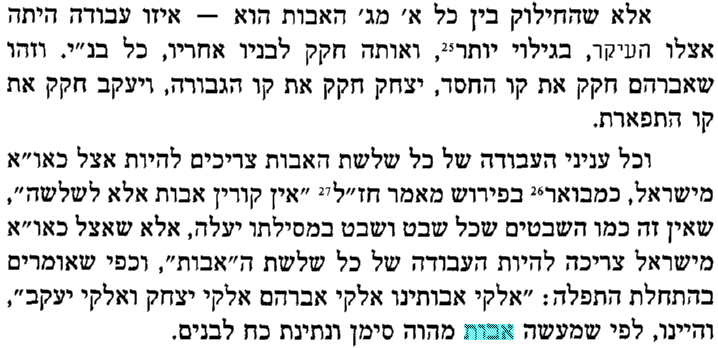 אלא שהחילוק בין כל א׳ מג׳ האבות הוא — איזו עבודה היתה
אצלו העיקר, בגילוי יותר25, ואותה חקק לבניו אחריו, כל בנ״י. וזהו
שאברהם חקק את קו החסד, יצחק חקק את קו הגבורה, ויעקב חקק את
קו התפארת.
וכל עניני העבודה של כל שלשת האבות צריכים להיות אצל כאו״א
מישראל, כמבואר26 בפירוש מאמר חז״ל27 ״אין קורין אבות אלא לשלשה״,
שאין זה כמו השבטים שכל שבט ושבט במסילתו יעלה, אלא שאצל כאו״א
מישראל צריכה להיות העבודה של כל שלשת ה״אבות״, וכפי שאומרים
בהתחלת התפלה: ״אלקי אבותינו אלקי אברהם אלקי יצחק ואלקי יעקב״,
והיינו, לפי שמעשה אבות מהוה סימן ונתינת כח לבנים.